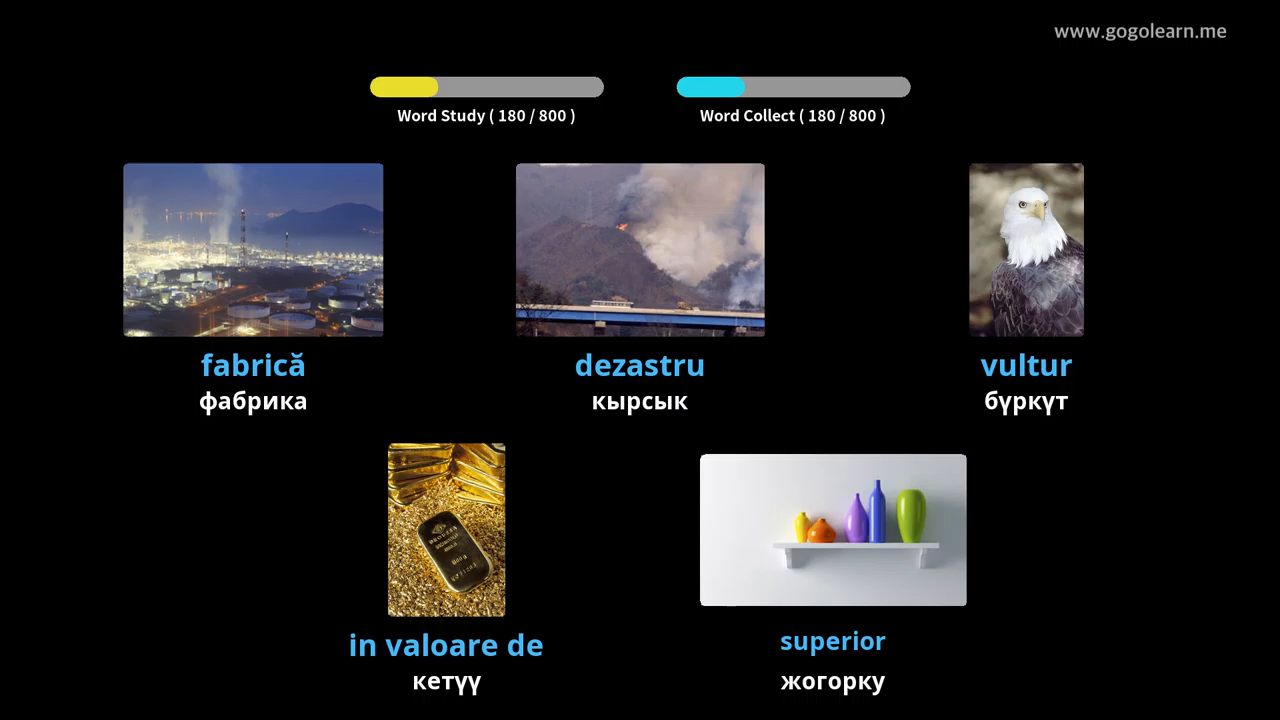 www.gogolearn.me
Word Study ( 180 / 800 )
Word Collect ( 180 / 800 )
fabrică
фабрика
dezastru
кырсык
vultur
бүркүт
in valoare de
кетүү
superior
жогорку